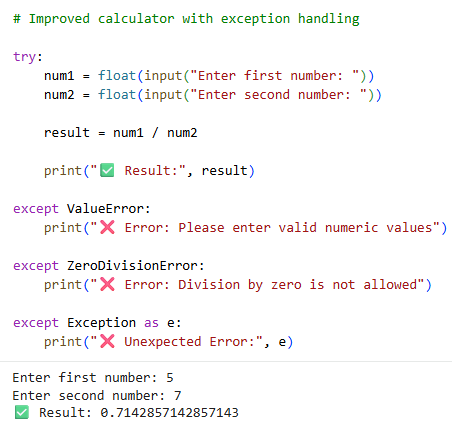 # Improved calculator with exception handling
try:
    num1 = float(input("Enter first number: "))
    num2 = float(input("Enter second number: "))
    result = num1 / num2
    print("✅ Result:", result)
except ValueError:
    print("❌ Error: Please enter valid numeric values")
except ZeroDivisionError:
    print("❌ Error: Division by zero is not allowed")
except Exception as e:
    print("❌ Unexpected Error:", e)
Enter first number: 5
Enter second number: 7
✅ Result: 0.7142857142857143